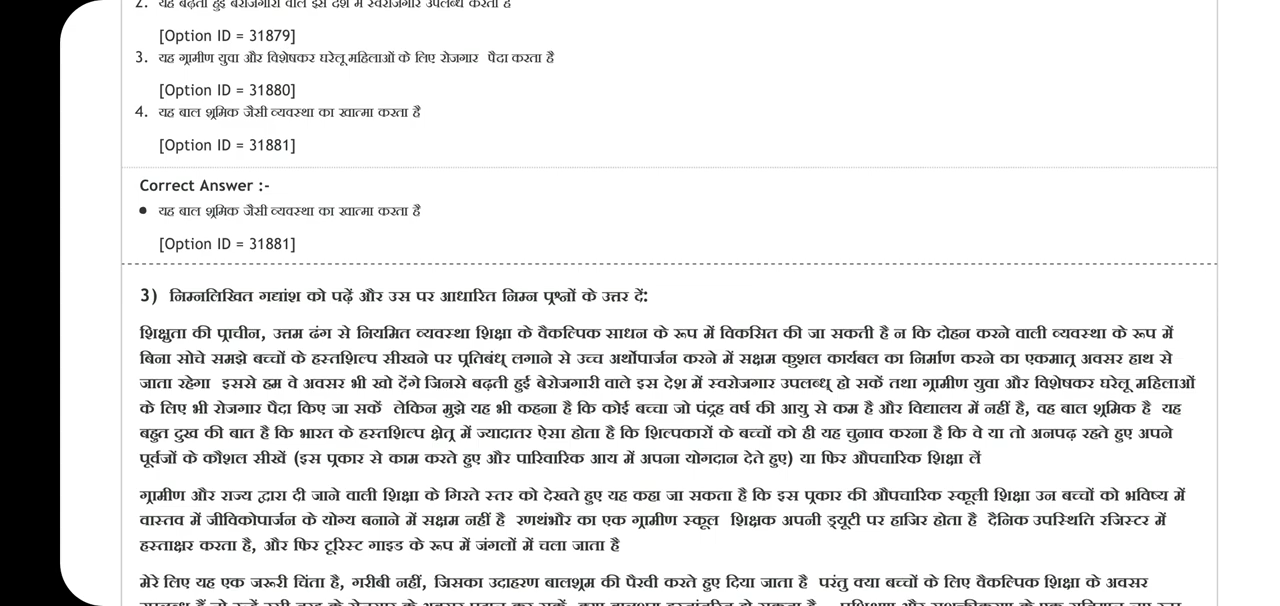 2. यह बढ़ती हुई बेरोजगारी वाले इस देश में स्वरोजगार उपलब्ध करता है
[Option ID = 31879]
3. यह ग्रामीण युवा और विशेषकर घरेलू महिलाओं के लिए रोजगार पैदा करता है
[Option ID = 31880]
4. यह बाल श्रमिक जैसी व्यवस्था का खात्मा करता है
[Option ID = 31881]
Correct Answer :-
• यह बाल श्रमिक जैसी व्यवस्था का खात्मा करता है
[Option ID = 31881]
3) निम्नलिखित गद्यांश को पढ़ें और उस पर आधारित निम्न प्रश्नों के उत्तर दें:
शिक्षुता की प्राचीन, उत्तम ढंग से नियमित व्यवस्था शिक्षा के वैकल्पिक साधन के रूप में विकसित की जा सकती है न कि दोहन करने वाली व्यवस्था के रूप में
बिना सोचे समझे बच्चों के हस्तशिल्प सीखने पर प्रतिबंध् लगाने से उच्च अर्थोपार्जन करने में सक्षम कुशल कार्यबल का निर्माण करने का एकमात्र अवसर हाथ से
जाता रहेगा इससे हम वे अवसर भी खो देंगे जिनसे बढ़ती हुई बेरोजगारी वाले इस देश में स्वरोजगार उपलब्ध् हो सकें तथा ग्रामीण युवा और विशेषकर घरेलू महिलाओं
के लिए भी रोजगार पैदा किए जा सकें लेकिन मुझे यह भी कहना है कि कोई बच्चा जो पंद्रह वर्ष की आयु से कम है और विद्यालय में नहीं है, वह बाल श्रमिक है यह
बहुत दुख की बात है कि भारत के हस्तशिल्प क्षेत्र में ज्यादातर ऐसा होता है कि शिल्पकारों के बच्चों को ही यह चुनाव करना है कि वे या तो अनपढ़ रहते हुए अपने
पूर्वजों के कौशल सीखें (इस प्रकार से काम करते हुए और पारिवारिक आय में अपना योगदान देते हुए) या फिर औपचारिक शिक्षा लें
ग्रामीण और राज्य द्वारा दी जाने वाली शिक्षा के गिरते स्तर को देखते हुए यह कहा जा सकता है कि इस प्रकार की औपचारिक स्कूली शिक्षा उन बच्चों को भविष्य में
वास्तव में जीविकोपार्जन के योग्य बनाने में सक्षम नहीं है रणथंभौर का एक ग्रामीण स्कूल शिक्षक अपनी ड्यूटी पर हाजिर होता है दैनिक उपस्थिति रजिस्टर में
हस्ताक्षर करता है, और फिर टूरिस्ट गाइड के रूप में जंगलों में चला जाता है
मेरे लिए यह एक जरूरी चिंता है, गरीबी नहीं, जिसका उदाहरण बालश्रम की पैरवी करते हुए दिया जाता है परंतु क्या बच्चों के लिए वैकल्पिक शिक्षा के अवसर